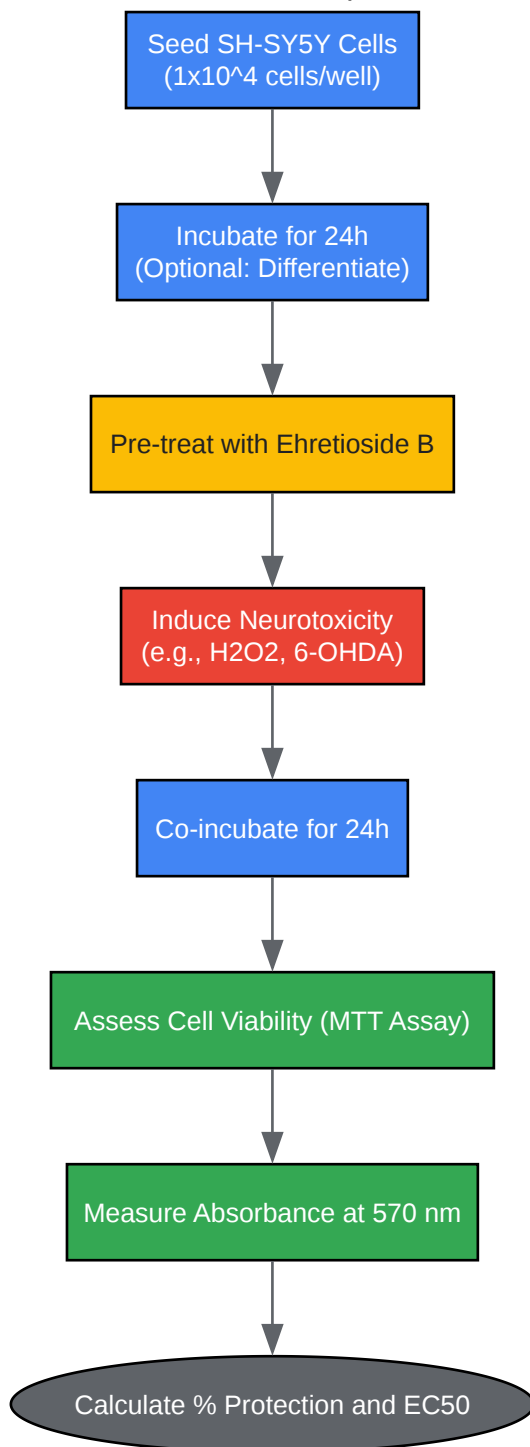 Seed SH-SY5Y Cells
(1x10^4 cells/well)
Incubate for 24h
(Optional: Differentiate)
Pre-treat with Ehretioside B
Induce Neurotoxicity
(e.g., H2O2, 6-OHDA)
Co-incubate for 24h
Assess Cell Viability (MTT Assay)
Measure Absorbance at 570 nm
Calculate % Protection and EC50